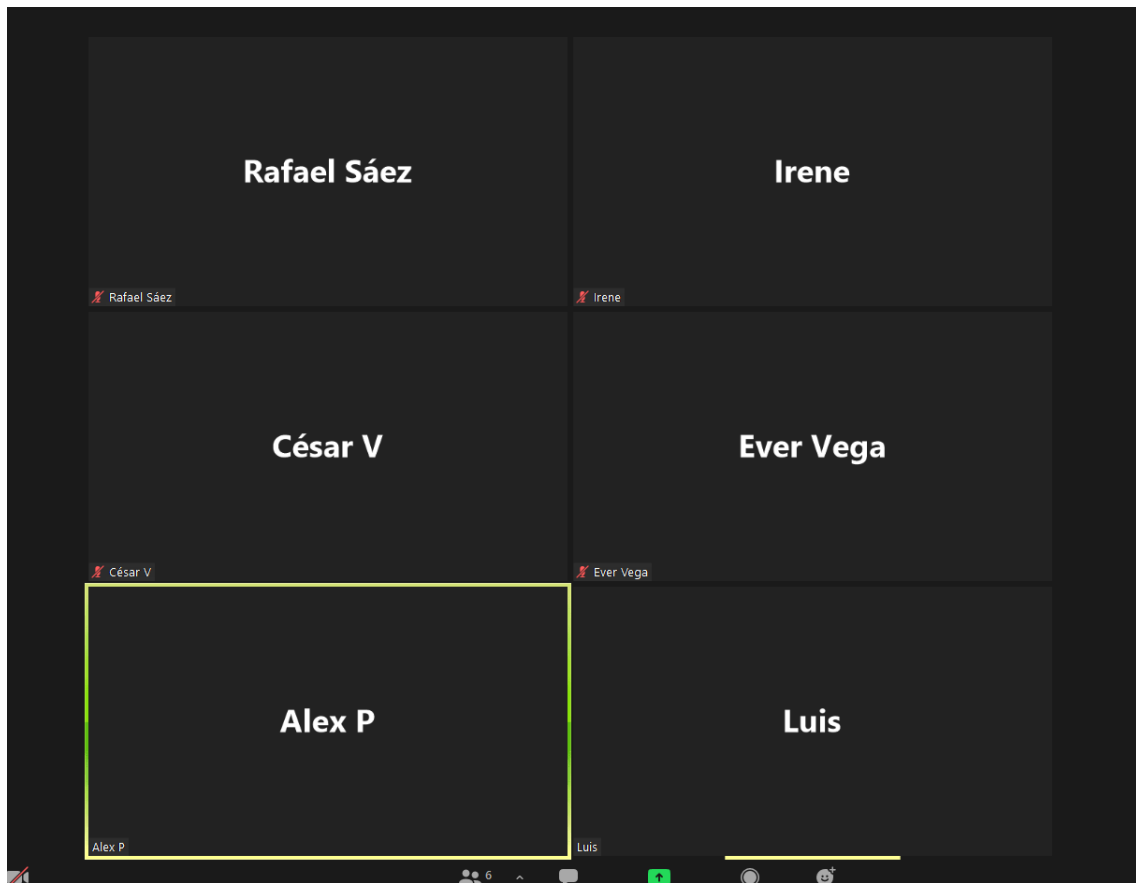 Rafael Sáez
Irene
Rafael Sáez
Irene
César V
Ever Vega
César V
Ever Vega
Alex P
Luis
Alex P
Luis
6